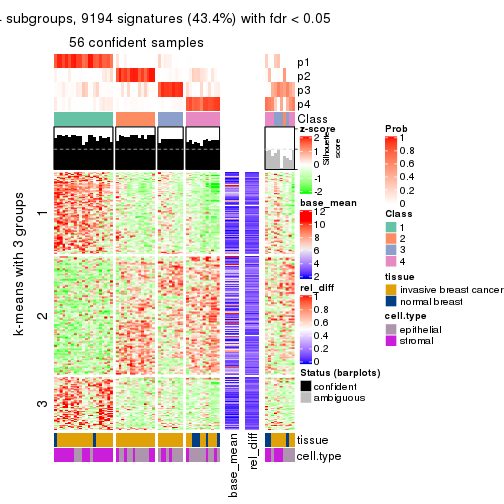 subgroups, 9194 signatures (43.4%) with fdr < 0.05
56 confident samples
p1
p2
p3
p4
Class
Silhouette score
k-means with 3 groups
1
2
3
tissue
cell.type
base_mean
rel_diff
z-score
2
1
0
-1
-2
base_mean
12
10
8
6
4
2
rel_diff
1
0.8
0.6
0.4
0.2
0
Status (barplots)
confident
ambiguous
Prob
1
0.8
0.6
0.4
0.2
0
Class
1
2
3
4
tissue
invasive breast cancer
normal breast
cell.type
epithelial
stromal